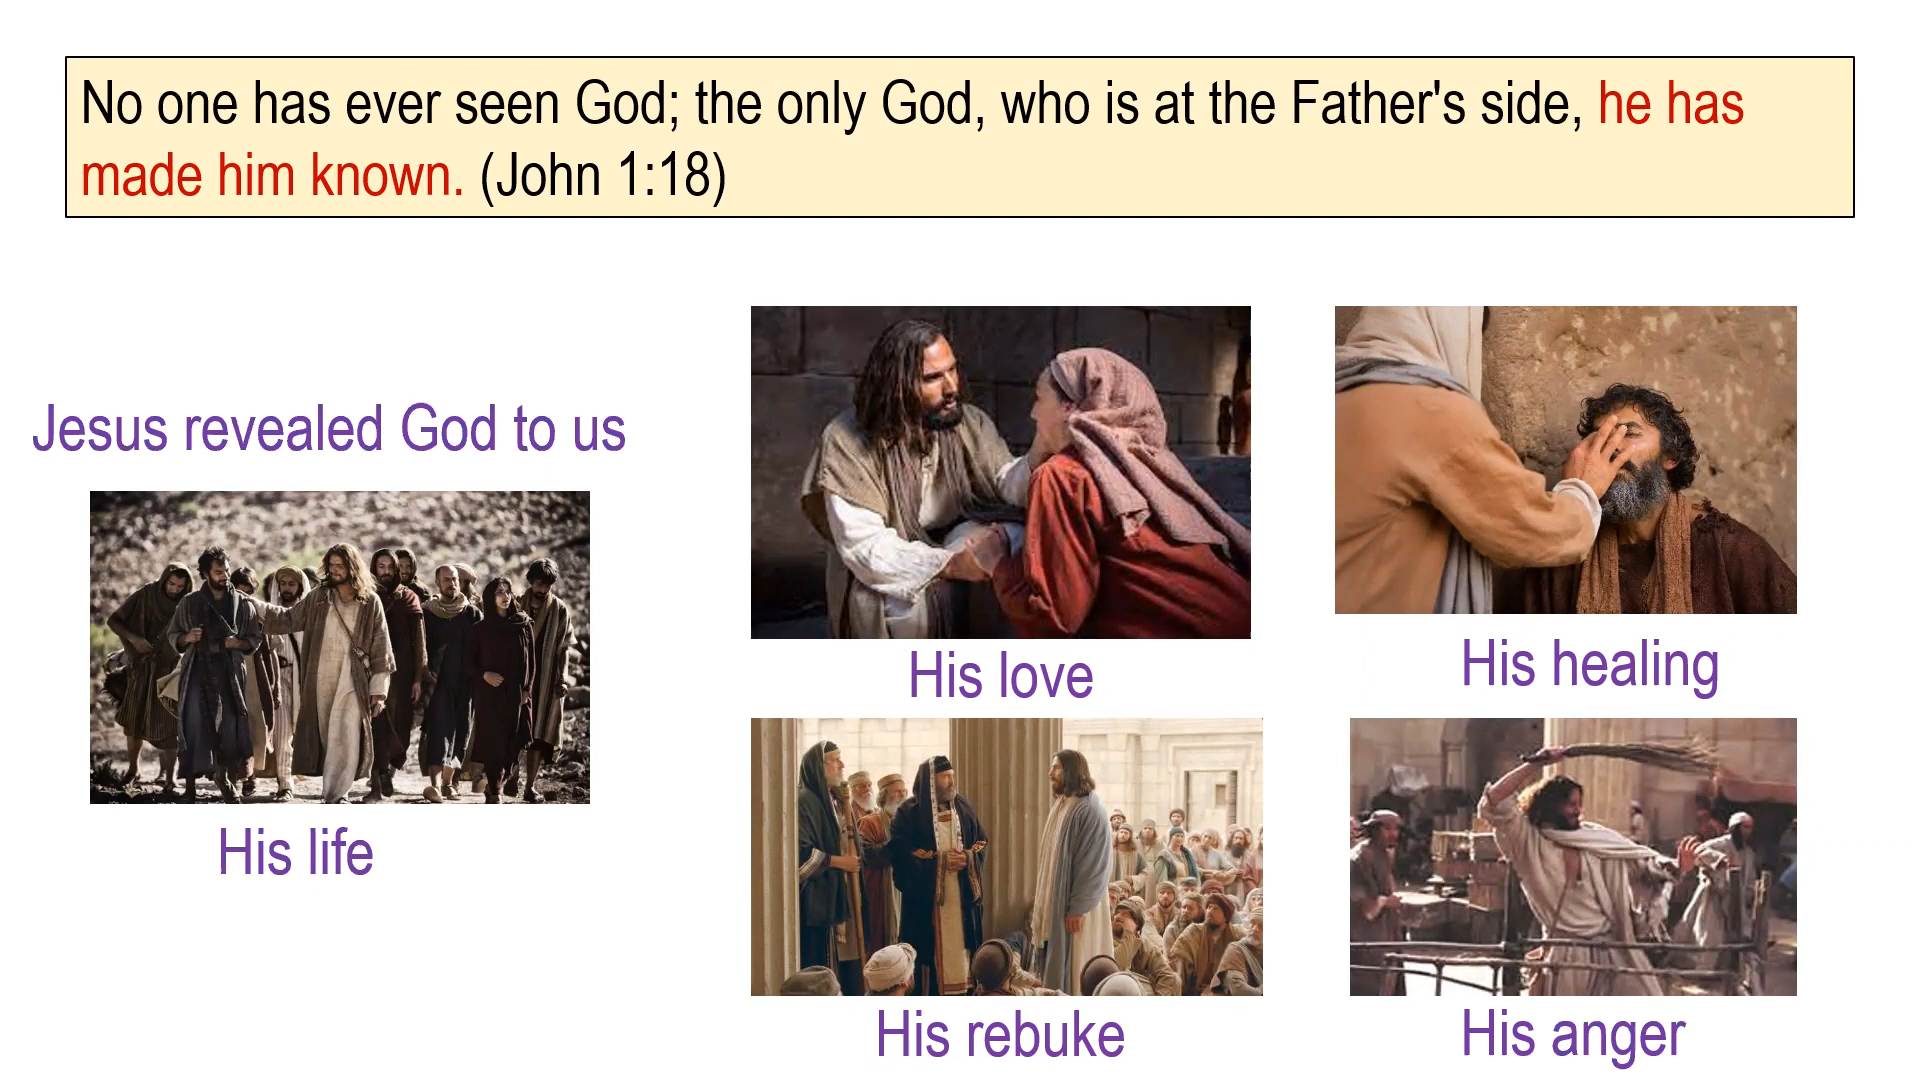 No one has ever seen God; the only God, who is at the Father's side, he has
made him known. (John 1:18)
Jesus revealed God to us
His life
His love
His healing
His rebuke
His anger